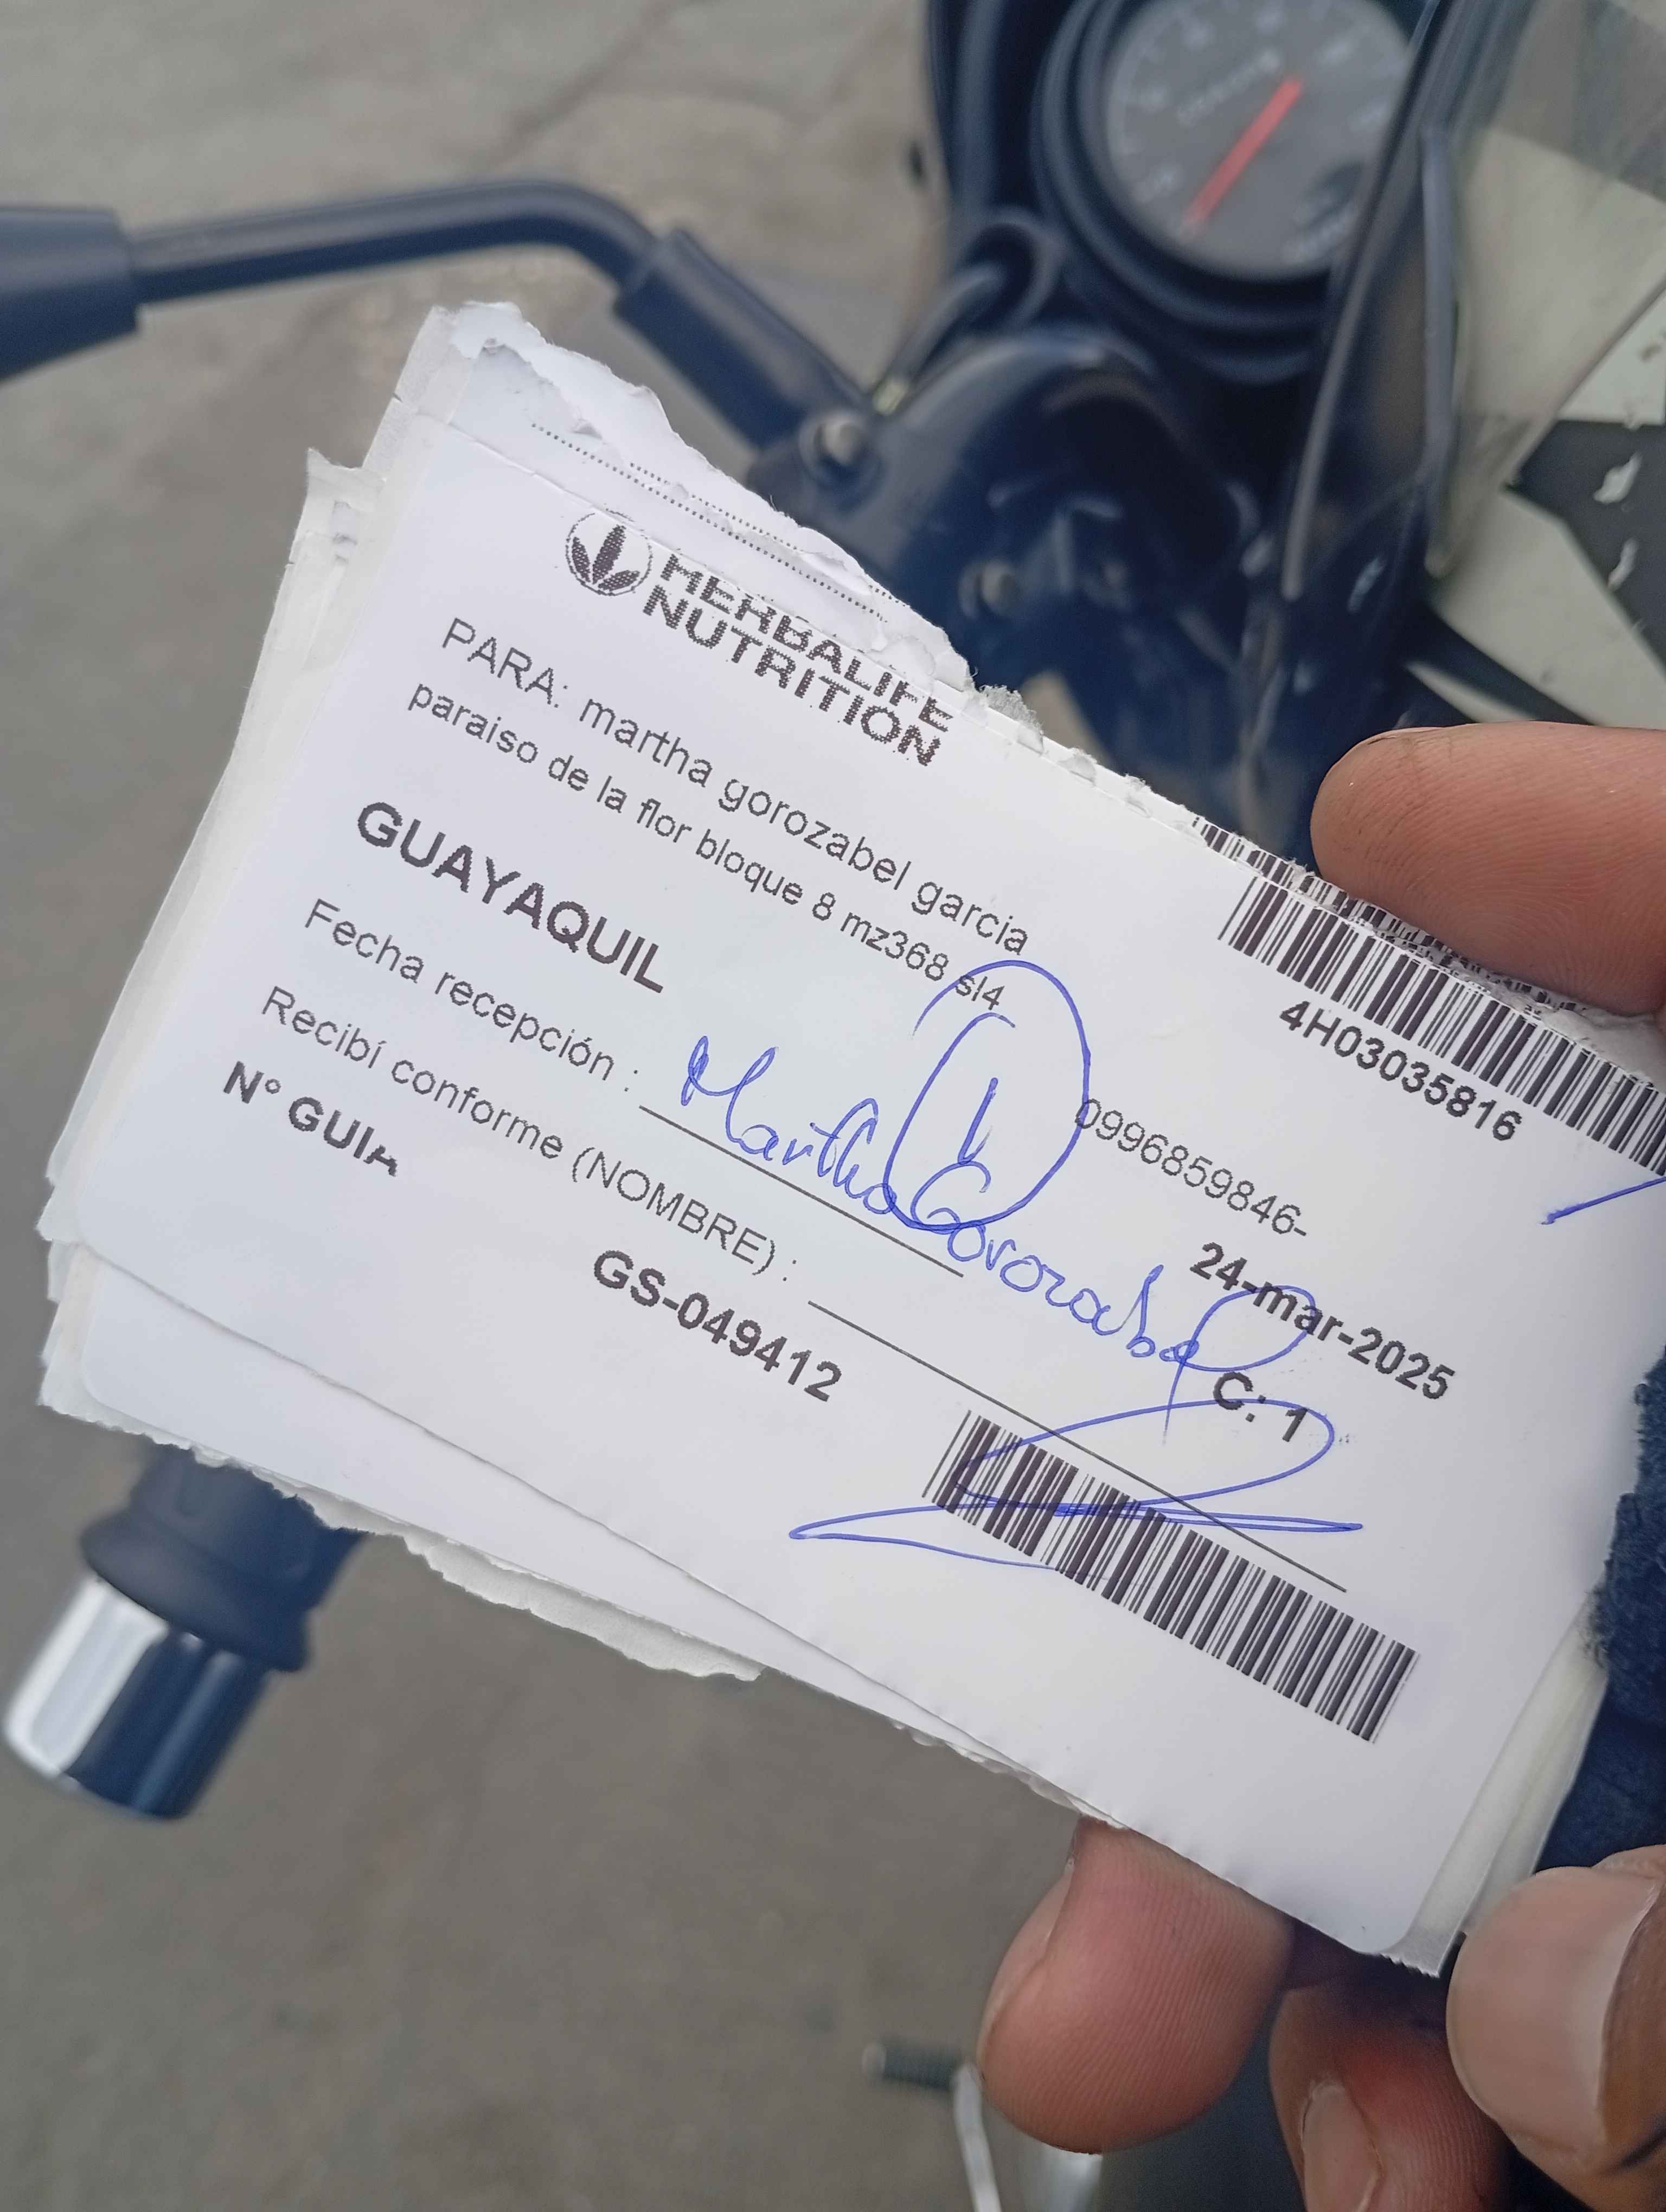 HERBALIFE
NUTRITION
4H03035816
PARA: martha gorozabel garcia
paraiso de la flor bloque 8 mz368 sl4
GUAYAQUIL
0996859846-
Fecha recepción :
24-mar-2025
Martha Gorozabel
Recibí conforme (NOMBRE) :
C: 1
N° GUIA
GS-049412
1